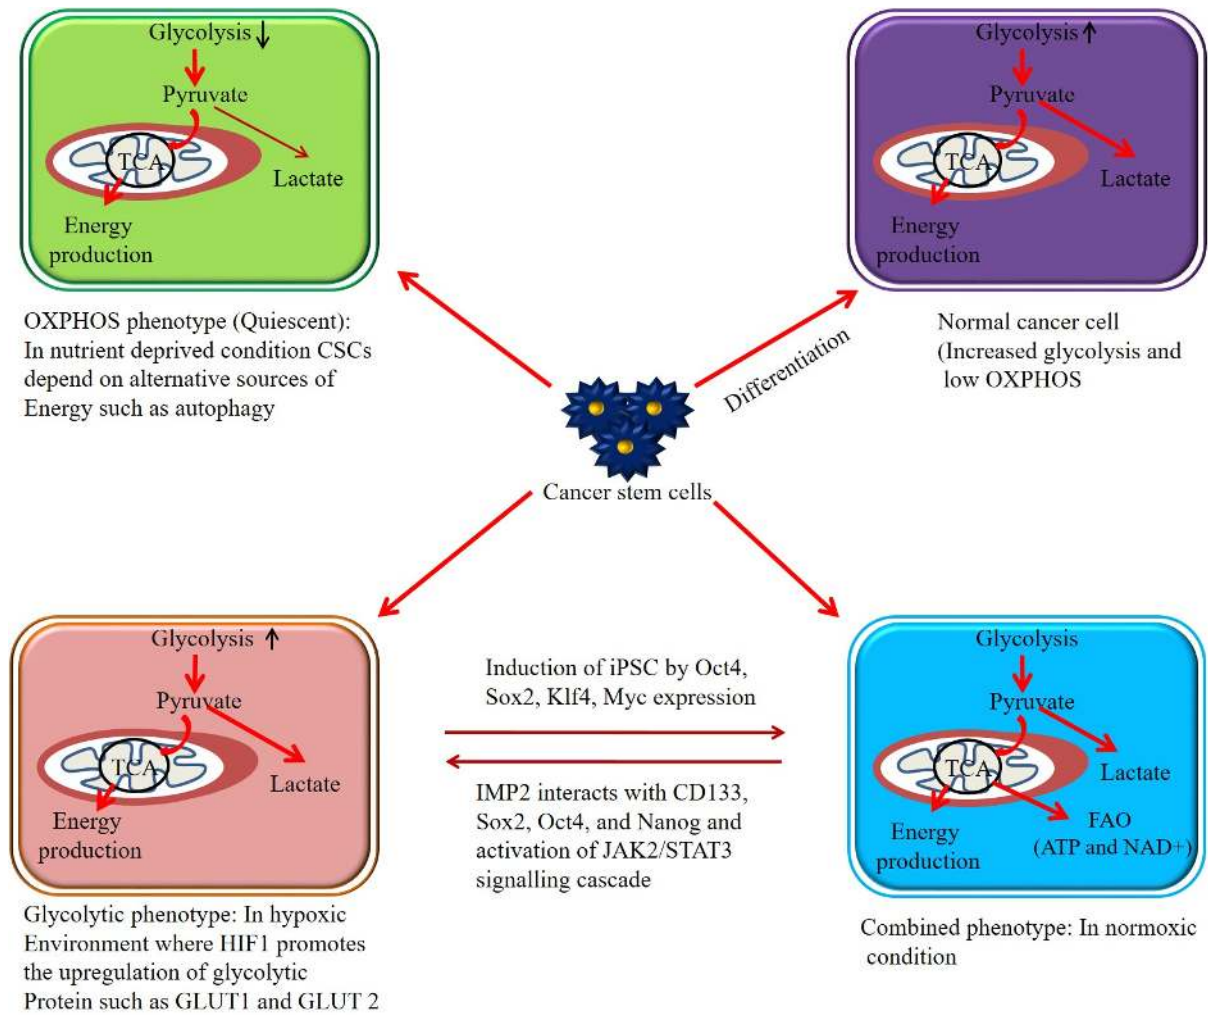 Glycolysis ↓
Pyruvate
TCA
Lactate
Energy
production
OXPHOS phenotype (Quiescent):
In nutrient deprived condition CSCs
depend on alternative sources of
Energy such as autophagy
Glycolysis ↑
Pyruvate
TCA
Lactate
Energy
production
Normal cancer cell
(Increased glycolysis and
low OXPHOS
Differentiation
Cancer stem cells
Glycolysis ↑
Pyruvate
TCA
Lactate
Energy
production
Glycolytic phenotype: In hypoxic
Environment where HIF1 promotes
the upregulation of glycolytic
Protein such as GLUT1 and GLUT 2
Induction of iPSC by Oct4,
Sox2, Klf4, Myc expression
IMP2 interacts with CD133,
Sox2, Oct4, and Nanog and
activation of JAK2/STAT3
signalling cascade
Glycolysis
Pyruvate
TCA
Lactate
Energy
production
FAO
(ATP and NAD+)
Combined phenotype: In normoxic
condition